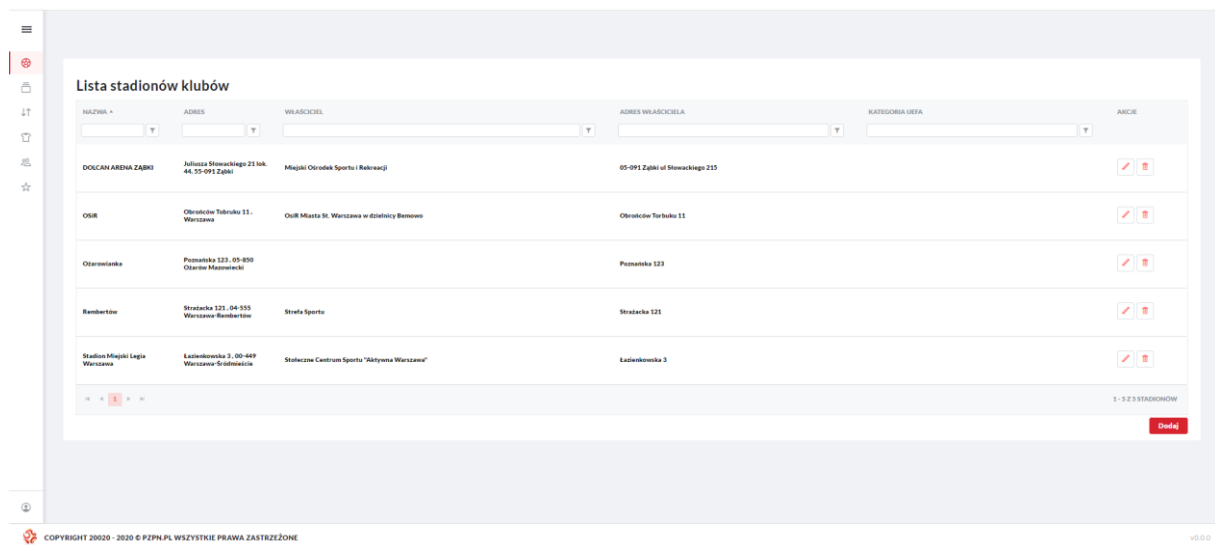 Lista stadionów klubów
NAZWA ADRES WŁAŚCICIEL ADRES WŁAŚCICIELA KATEGORIA UEFA AKCJE
DOLCAN ARENA ZĄBKI
Juliusza Słowackiego 21 lok.
44, 55-091 Ząbki
Miejski Ośrodek Sportu i Rekreacji
05-091 Ząbki ul Słowackiego 215
OSiR
Obrońców Tobruku 11 ,
Warszawa
OsiR Miasta St. Warszawa w dzielnicy Bemowo
Obrońców Torbuku 11
Ożarowianka
Poznańska 123 , 05-850
Ożarów Mazowiecki
Poznańska 123
Rembertów
Strażacka 121 , 04-555
Warszawa-Rembertów
Strefa Sportu
Strażacka 121
Stadion Miejski Legia
Warszawa
Łazienkowska 3 , 00-449
Warszawa-Śródmieście
Stołeczne Centrum Sportu "Aktywna Warszawa"
Łazienkowska 3
1
1 - 5 Z 5 STADIONÓW
Dodaj
COPYRIGHT 20020 - 2020 © PZPN.PL WSZYSTKIE PRAWA ZASTRZEŻONE
v0.0.0